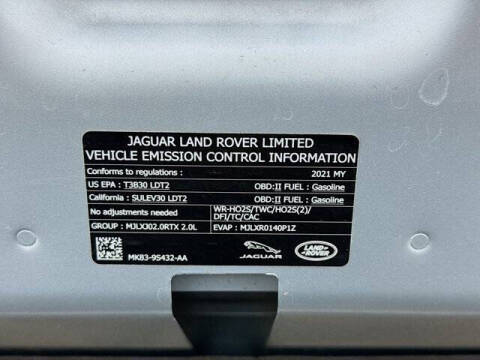 JAGUAR LAND ROVER LIMITED
VEHICLE EMISSION CONTROL INFORMATION
Conforms to regulations : 2021 MY
US EPA : T3B30 LDT2 OBD:II FUEL : Gasoline
California : SULEV30 LDT2 OBD:II FUEL : Gasoline
No adjustments needed WR-HO2S/TWC/HO2S(2)/
DFI/TC/CAC
GROUP : MJLXJ02.0RTX 2.0L EVAP : MJLXR0140P1Z
MK83-9S432-AA JAGUAR LAND ROVER